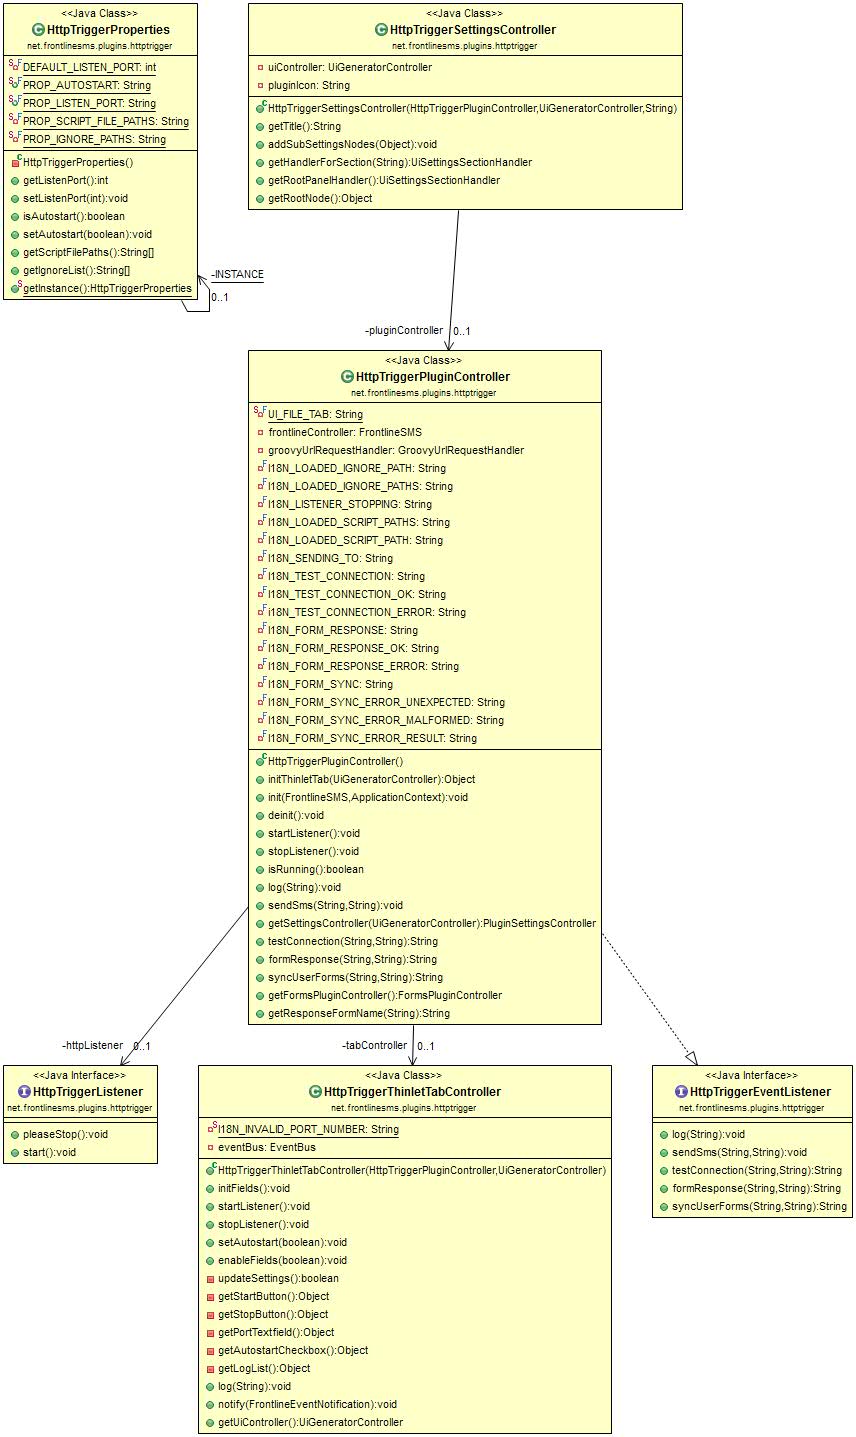 <<Java Class>>
HttpTriggerProperties
net.frontlinesms.plugins.httptrigger
DEFAULT_LISTEN_PORT: int
PROP_AUTOSTART: String
PROP_LISTEN_PORT: String
PROP_SCRIPT_FILE_PATHS: String
PROP_IGNORE_PATHS: String
HttpTriggerProperties()
getListenPort():int
setListenPort(int):void
isAutostart():boolean
setAutostart(boolean):void
getScriptFilePaths():String[]
getIgnoreList():String[]
getInstance():HttpTriggerProperties
-INSTANCE
0..1
<<Java Class>>
HttpTriggerSettingsController
net.frontlinesms.plugins.httptrigger
uiController: UiGeneratorController
pluginIcon: String
HttpTriggerSettingsController(HttpTriggerPluginController,UiGeneratorController,String)
getTitle():String
addSubSettingsNodes(Object):void
getHandlerForSection(String):UiSettingsSectionHandler
getRootPanelHandler():UiSettingsSectionHandler
getRootNode():Object
-pluginController 0..1
<<Java Class>>
HttpTriggerPluginController
net.frontlinesms.plugins.httptrigger
UI_FILE_TAB: String
frontlineController: FrontlineSMS
groovyUrlRequestHandler: GroovyUrlRequestHandler
I18N_LOADED_IGNORE_PATH: String
I18N_LOADED_IGNORE_PATHS: String
I18N_LISTENER_STOPPING: String
I18N_LOADED_SCRIPT_PATHS: String
I18N_LOADED_SCRIPT_PATH: String
I18N_SENDING_TO: String
I18N_TEST_CONNECTION: String
I18N_TEST_CONNECTION_OK: String
i18N_TEST_CONNECTION_ERROR: String
I18N_FORM_RESPONSE: String
I18N_FORM_RESPONSE_OK: String
I18N_FORM_RESPONSE_ERROR: String
I18N_FORM_SYNC: String
I18N_FORM_SYNC_ERROR_UNEXPECTED: String
I18N_FORM_SYNC_ERROR_MALFORMED: String
I18N_FORM_SYNC_ERROR_RESULT: String
HttpTriggerPluginController()
initThinletTab(UiGeneratorController):Object
init(FrontlineSMS,ApplicationContext):void
deinit():void
startListener():void
stopListener():void
isRunning():boolean
log(String):void
sendSms(String,String):void
getSettingsController(UiGeneratorController):PluginSettingsController
testConnection(String,String):String
formResponse(String,String):String
syncUserForms(String,String):String
getFormsPluginController():FormsPluginController
getResponseFormName(String):String
-httpListener 0..1
-tabController 0..1
<<Java Interface>>
HttpTriggerListener
net.frontlinesms.plugins.httptrigger
pleaseStop():void
start():void
<<Java Class>>
HttpTriggerThinletTabController
net.frontlinesms.plugins.httptrigger
I18N_INVALID_PORT_NUMBER: String
eventBus: EventBus
HttpTriggerThinletTabController(HttpTriggerPluginController,UiGeneratorController)
initFields():void
startListener():void
stopListener():void
setAutostart(boolean):void
enableFields(boolean):void
updateSettings():boolean
getStartButton():Object
getStopButton():Object
getPortTextfield():Object
getAutostartCheckbox():Object
getLogList():Object
log(String):void
notify(FrontlineEventNotification):void
getUiController():UiGeneratorController
<<Java Interface>>
HttpTriggerEventListener
net.frontlinesms.plugins.httptrigger
log(String):void
sendSms(String,String):void
testConnection(String,String):String
formResponse(String,String):String
syncUserForms(String,String):String